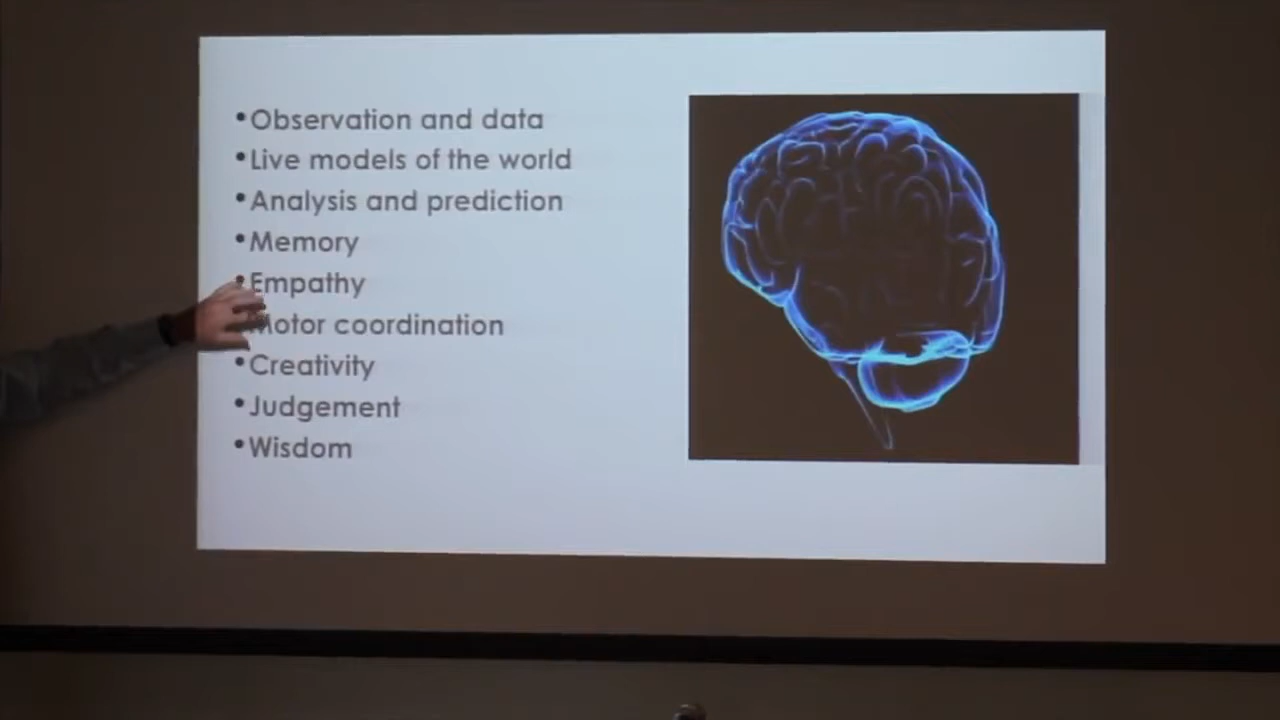 •Observation and data
•Live models of the world
•Analysis and prediction
•Memory
•Empathy
Motor coordination
•Creativity
•Judgement
•Wisdom